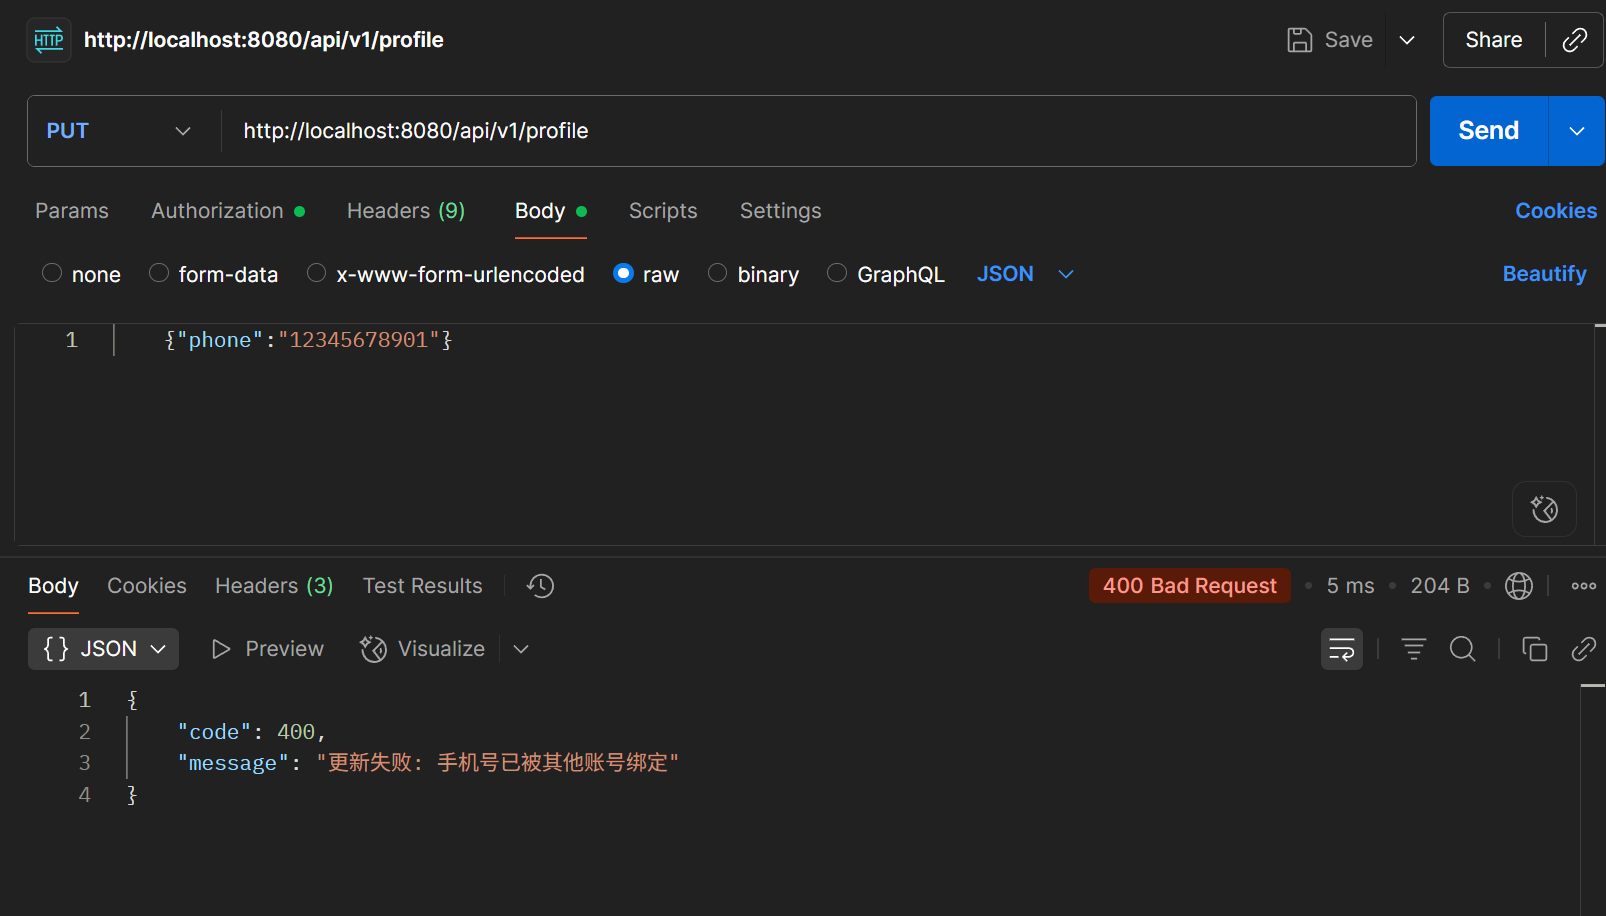 HTTP http://localhost:8080/api/v1/profile Save Share
PUT http://localhost:8080/api/v1/profile Send
Params Authorization Headers (9) Body Scripts Settings Cookies
none form-data x-www-form-urlencoded raw binary GraphQL JSON Beautify
1 {"phone":"12345678901"}
Body Cookies Headers (3) Test Results 400 Bad Request • 5 ms • 204 B •
{} JSON Preview Visualize
1 {
2 "code": 400,
3 "message": "更新失败: 手机号已被其他账号绑定"
4 }